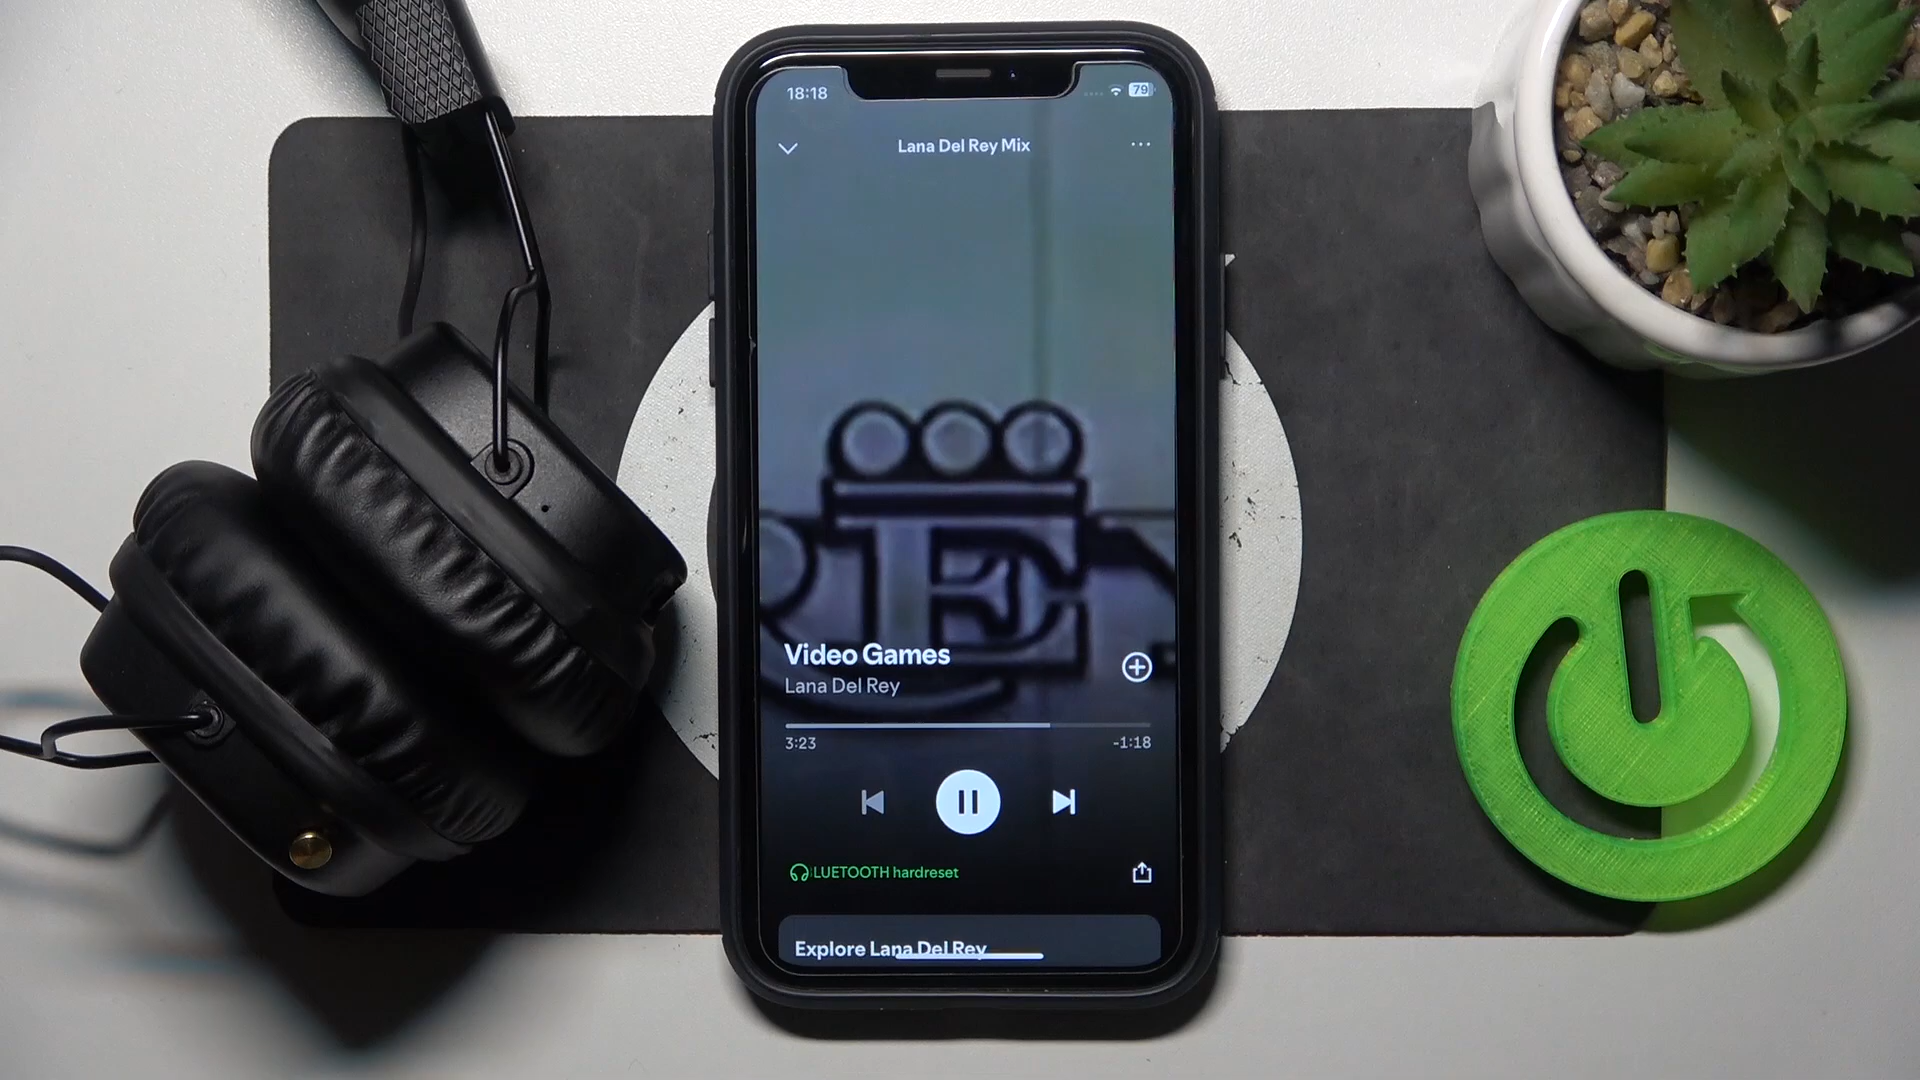 18:18
79
Lana Del Rey Mix
REY
Video Games
Lana Del Rey
3:23
-1:18
LUETOOTH hardreset
Explore Lana Del Rey